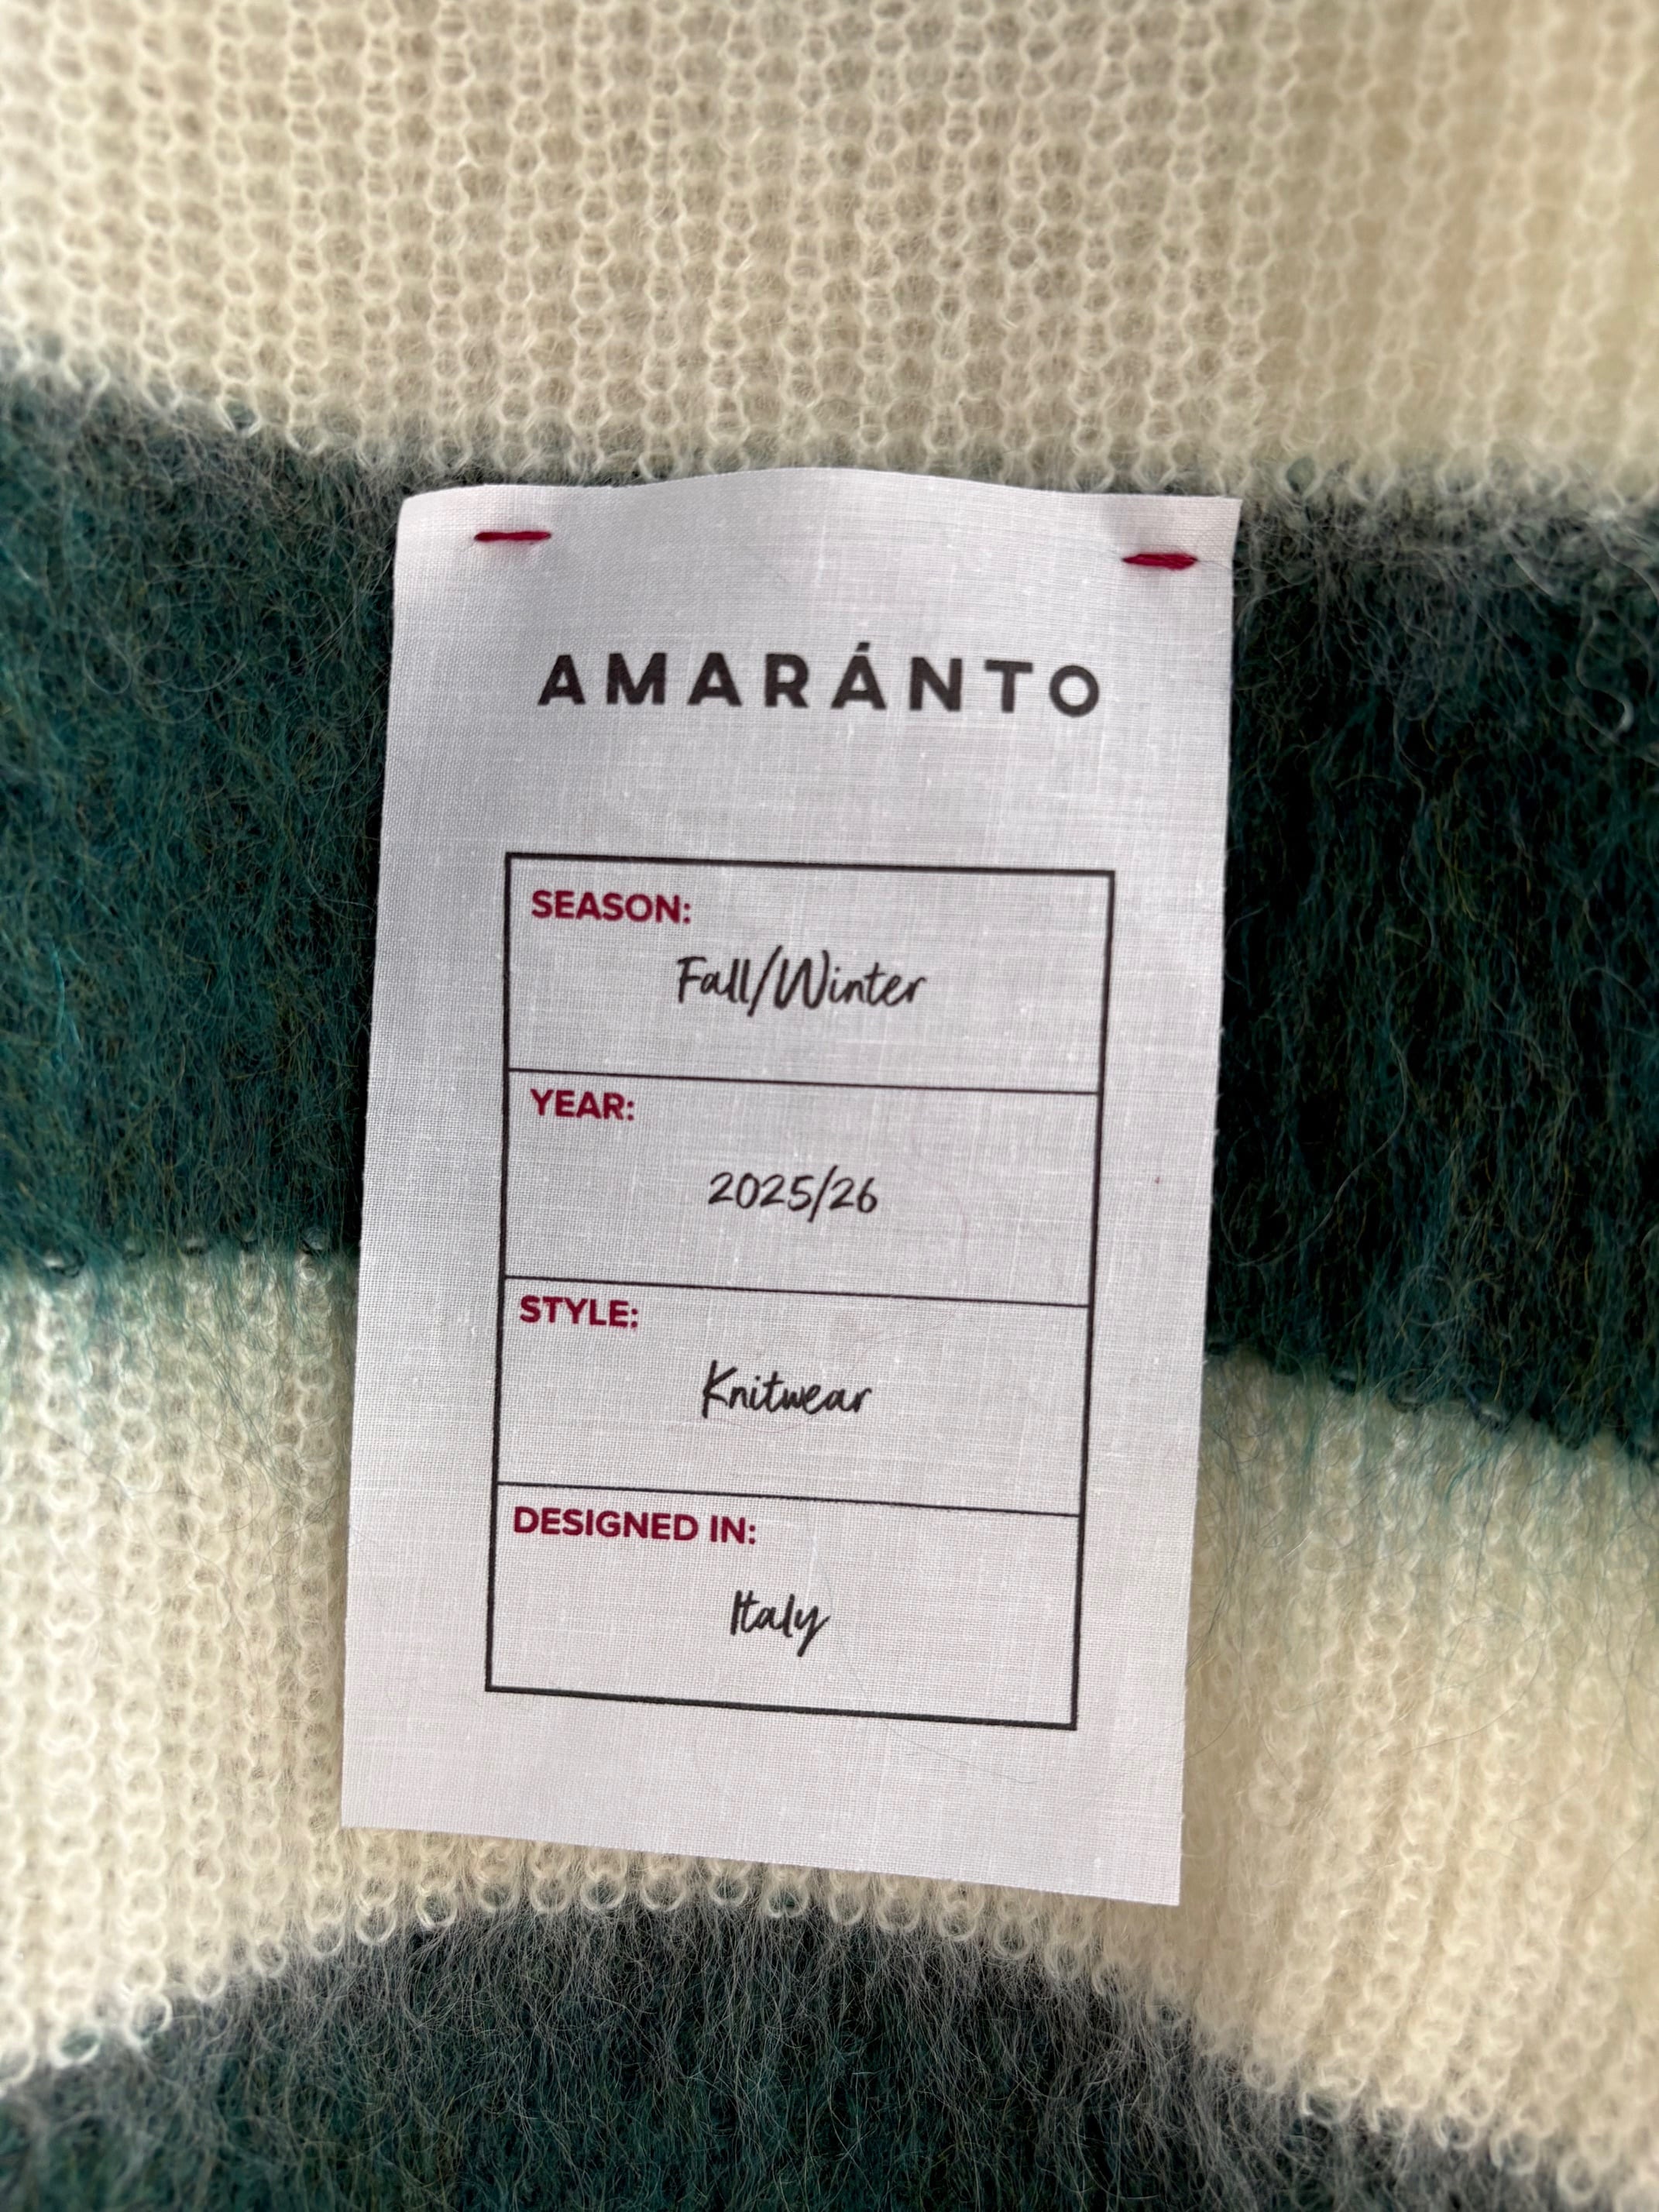 AMARÁNTO
SEASON:
Fall/Winter
YEAR:
2025/26
STYLE:
Knitwear
DESIGNED IN:
Italy